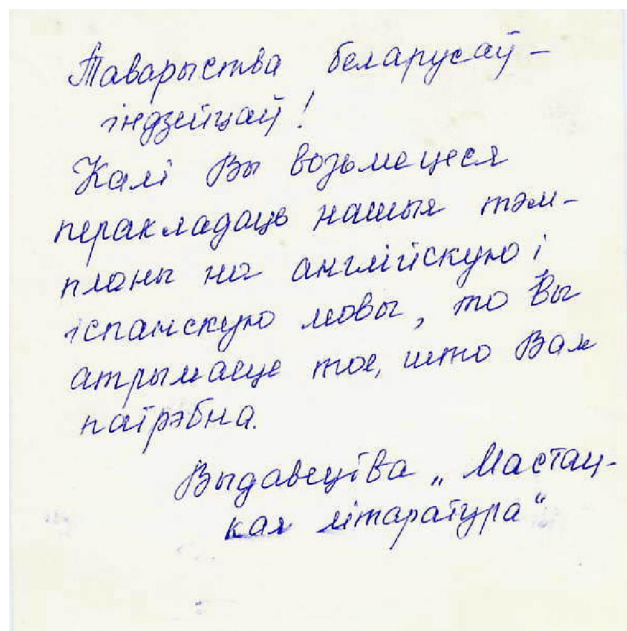 Таварыства беларусаў-
індзейцаў!
Калі Вы возьмецеся
перакладаць нашыя тэм-
планы на англійскую і
іспанскую мовы, то Вы
атрымаеце тое, што Вам
патрэбна.
Выдавецтва „Мастац-
кая літаратура“